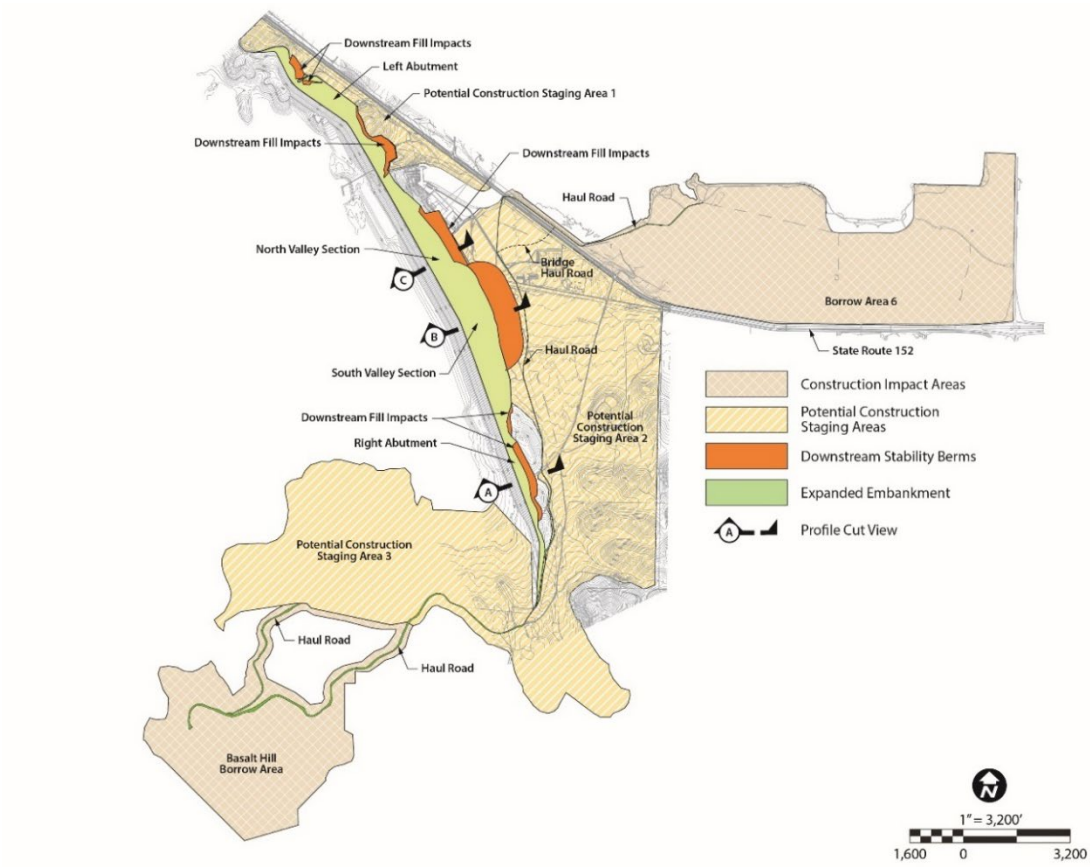 Downstream Fill Impacts
Left Abutment
Potential Construction Staging Area 1
Downstream Fill Impacts
Downstream Fill Impacts
Haul Road
North Valley Section
Bridge
Haul Road
C
Borrow Area 6
B
State Route 152
Haul Road
South Valley Section
Construction Impact Areas
Potential Construction
Staging Areas
Downstream Fill Impacts
Potential
Construction
Staging Area 2
Right Abutment
Downstream Stability Berms
A
Expanded Embankment
A
Profile Cut View
Potential Construction
Staging Area 3
Haul Road
Haul Road
Basalt Hill
Borrow Area
N
1" = 3,200'
1,600
0
3,200